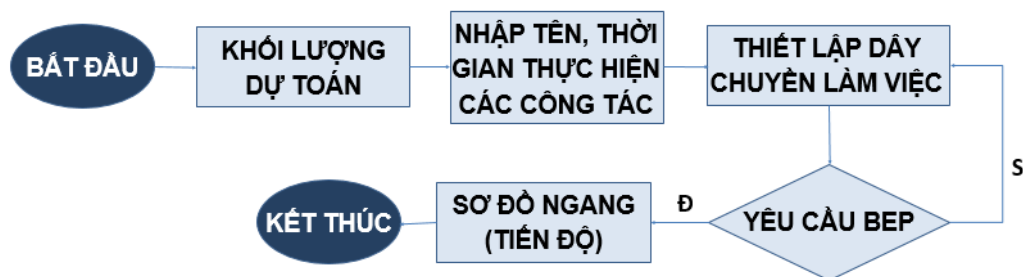 BẮT ĐẦU
KHỐI LƯỢNG
DỰ TOÁN
NHẬP TÊN, THỜI
GIAN THỰC HIỆN
CÁC CÔNG TÁC
THIẾT LẬP DÂY
CHUYỀN LÀM VIỆC
S
YÊU CẦU BEP
Đ
SƠ ĐỒ NGANG
(TIẾN ĐỘ)
KẾT THÚC